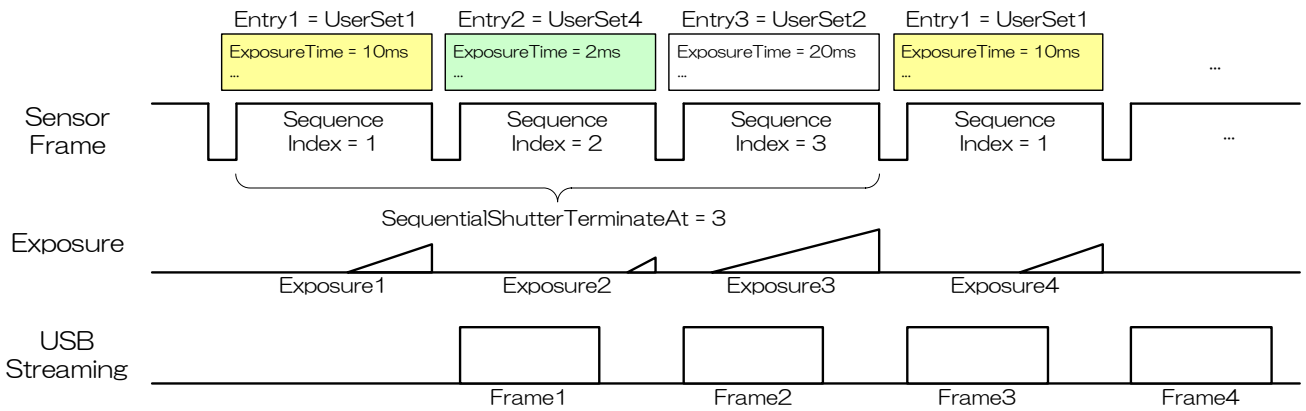 Entry1 = UserSet1 Entry2 = UserSet4 Entry3 = UserSet2 Entry1 = UserSet1
ExposureTime = 10ms ExposureTime = 2ms ExposureTime = 20ms ExposureTime = 10ms
... ... ... ... ...
Sensor Frame
Sequence Index = 1
Sequence Index = 2
Sequence Index = 3
Sequence Index = 1
...
SequentialShutterTerminateAt = 3
Exposure
Exposure1 Exposure2 Exposure3 Exposure4
USB
Streaming
Frame1 Frame2 Frame3 Frame4